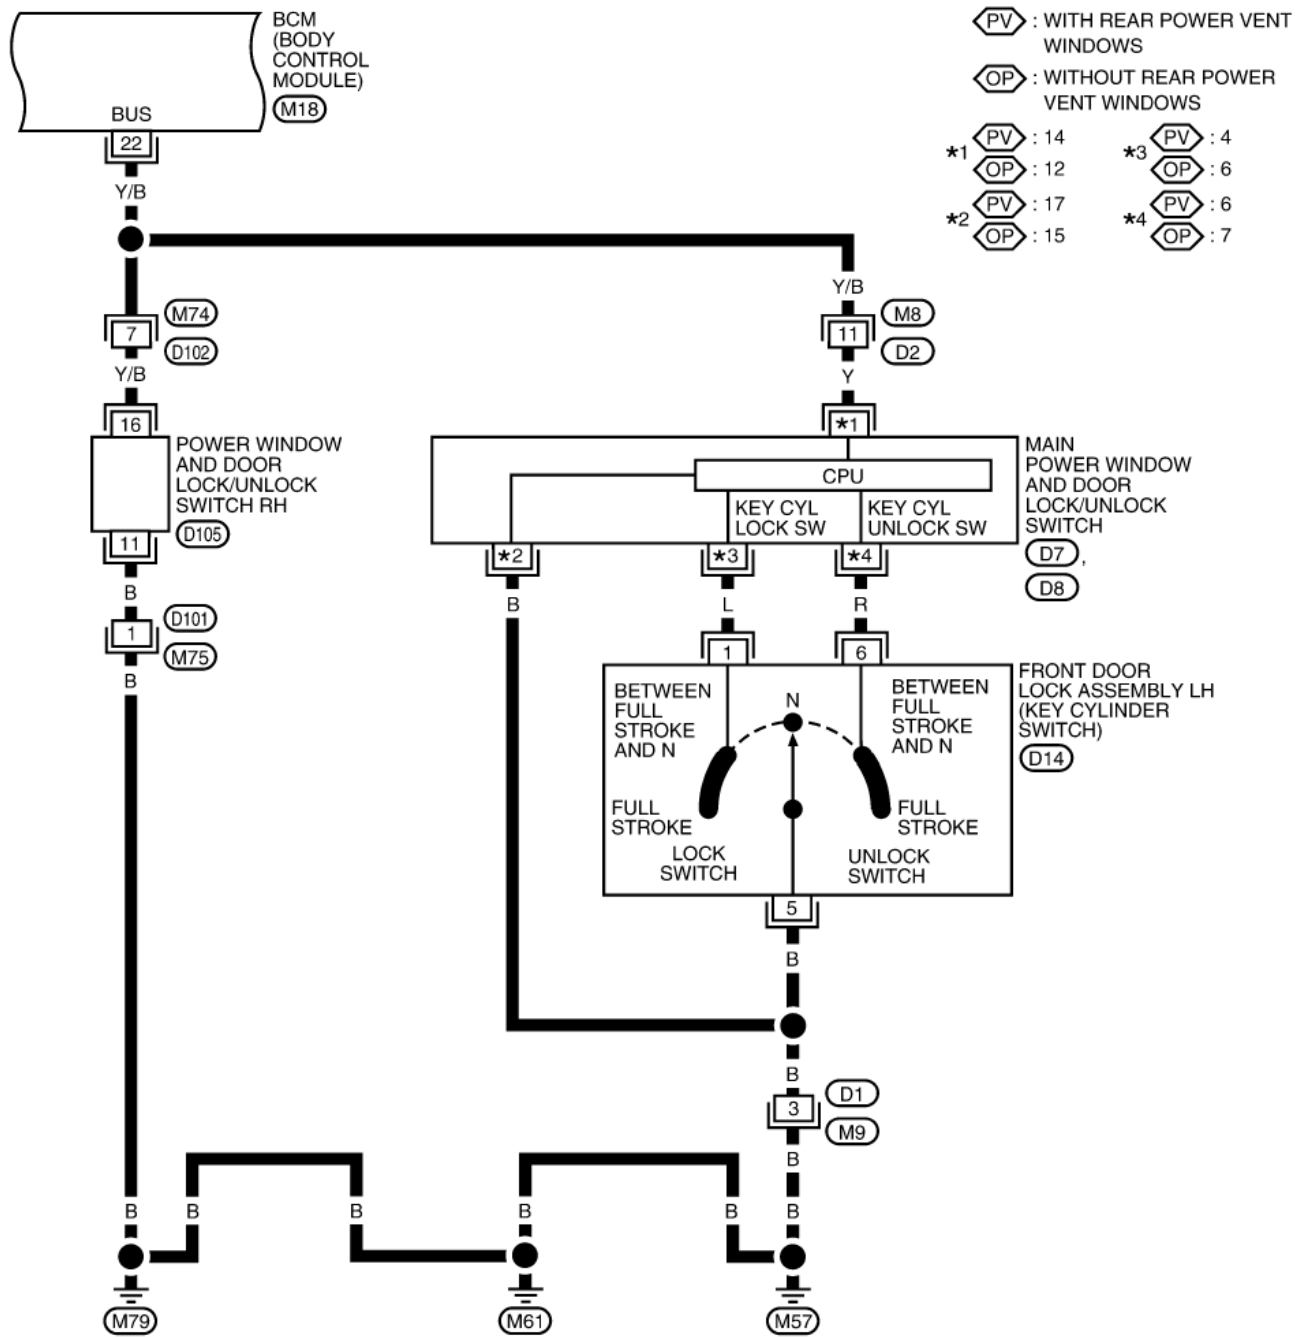 BCM
(BODY
CONTROL
MODULE)
M18
BUS
22
Y/B
PV : WITH REAR POWER VENT
WINDOWS
OP : WITHOUT REAR POWER
VENT WINDOWS
*1 PV : 14
OP : 12
*2 PV : 17
OP : 15
*3 PV : 4
OP : 6
*4 PV : 6
OP : 7
M74
7
D102
Y/B
16
POWER WINDOW
AND DOOR
LOCK/UNLOCK
SWITCH RH
D105
11
B
D101
1
M75
B
Y/B
M8
11
D2
Y
*1
CPU
KEY CYL
LOCK SW
KEY CYL
UNLOCK SW
MAIN
POWER WINDOW
AND DOOR
LOCK/UNLOCK
SWITCH
D7,
D8
*2
*3
*4
B
L
R
1
6
BETWEEN
FULL
STROKE
AND N
N
BETWEEN
FULL
STROKE
AND N
FULL
STROKE
FULL
STROKE
LOCK
SWITCH
UNLOCK
SWITCH
FRONT DOOR
LOCK ASSEMBLY LH
(KEY CYLINDER
SWITCH)
D14
5
B
B
D1
3
M9
B
B
B
B
B
B
B
M79
M61
M57